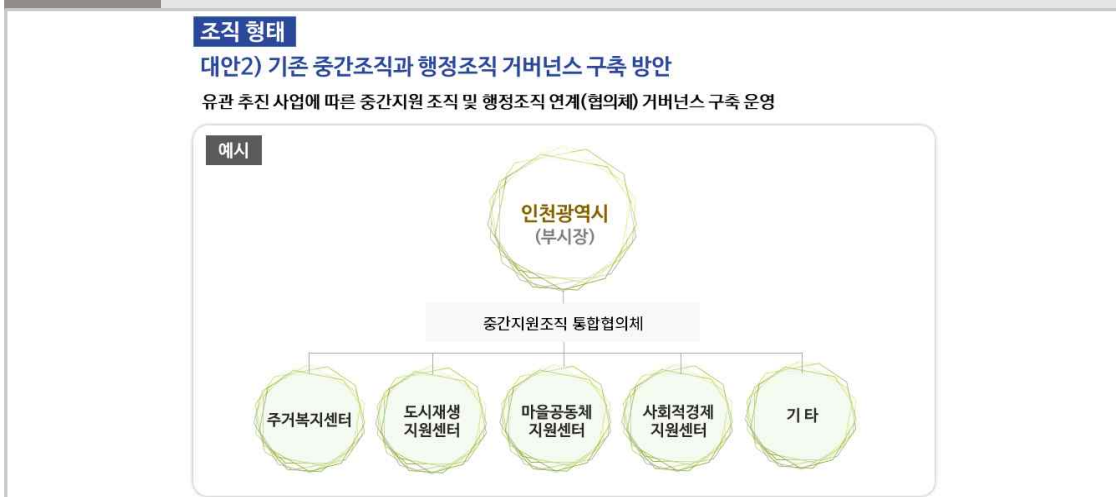 조직 형태
대안2) 기존 중간조직과 행정조직 거버넌스 구축 방안
유관 추진 사업에 따른 중간지원 조직 및 행정조직 연계(협의체) 거버넌스 구축 운영
예시
인천광역시
(부시장)
중간지원조직 통합협의체
주거복지센터
도시재생
지원센터
마을공동체
지원센터
사회적경제
지원센터
기 타